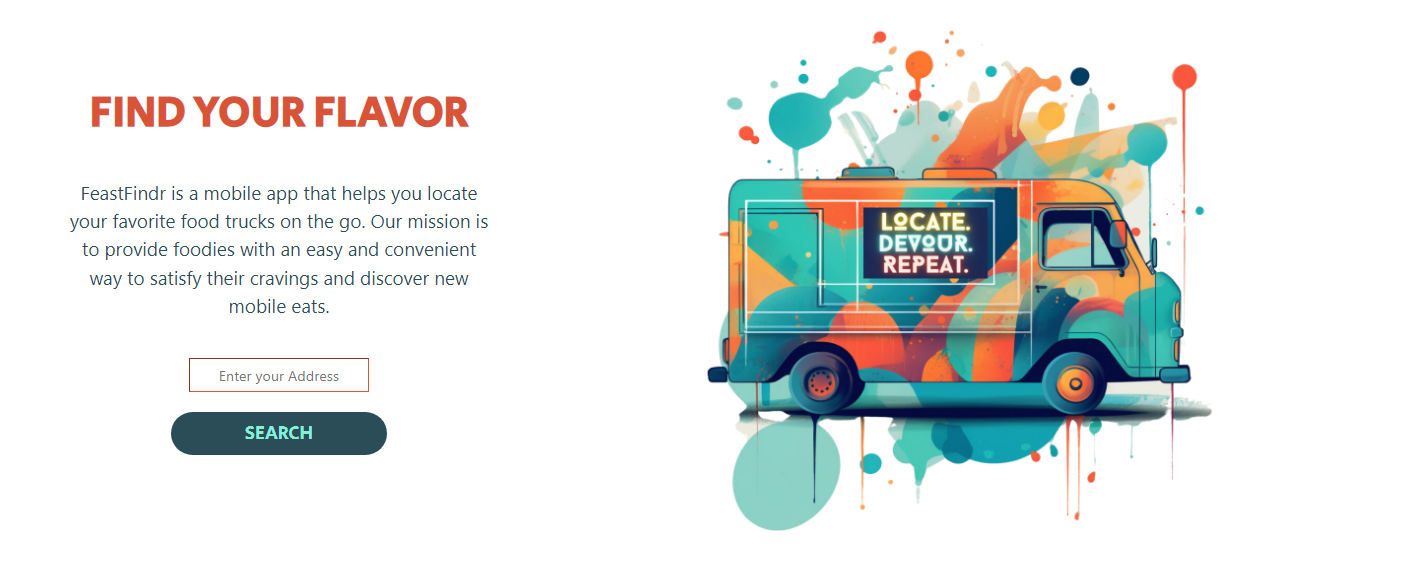 FIND YOUR FLAVOR
FeastFindr is a mobile app that helps you locate
your favorite food trucks on the go. Our mission is
to provide foodies with an easy and convenient
way to satisfy their cravings and discover new
mobile eats.
Enter your Address
SEARCH
LOCATE.
DEVOUR.
REPEAT.